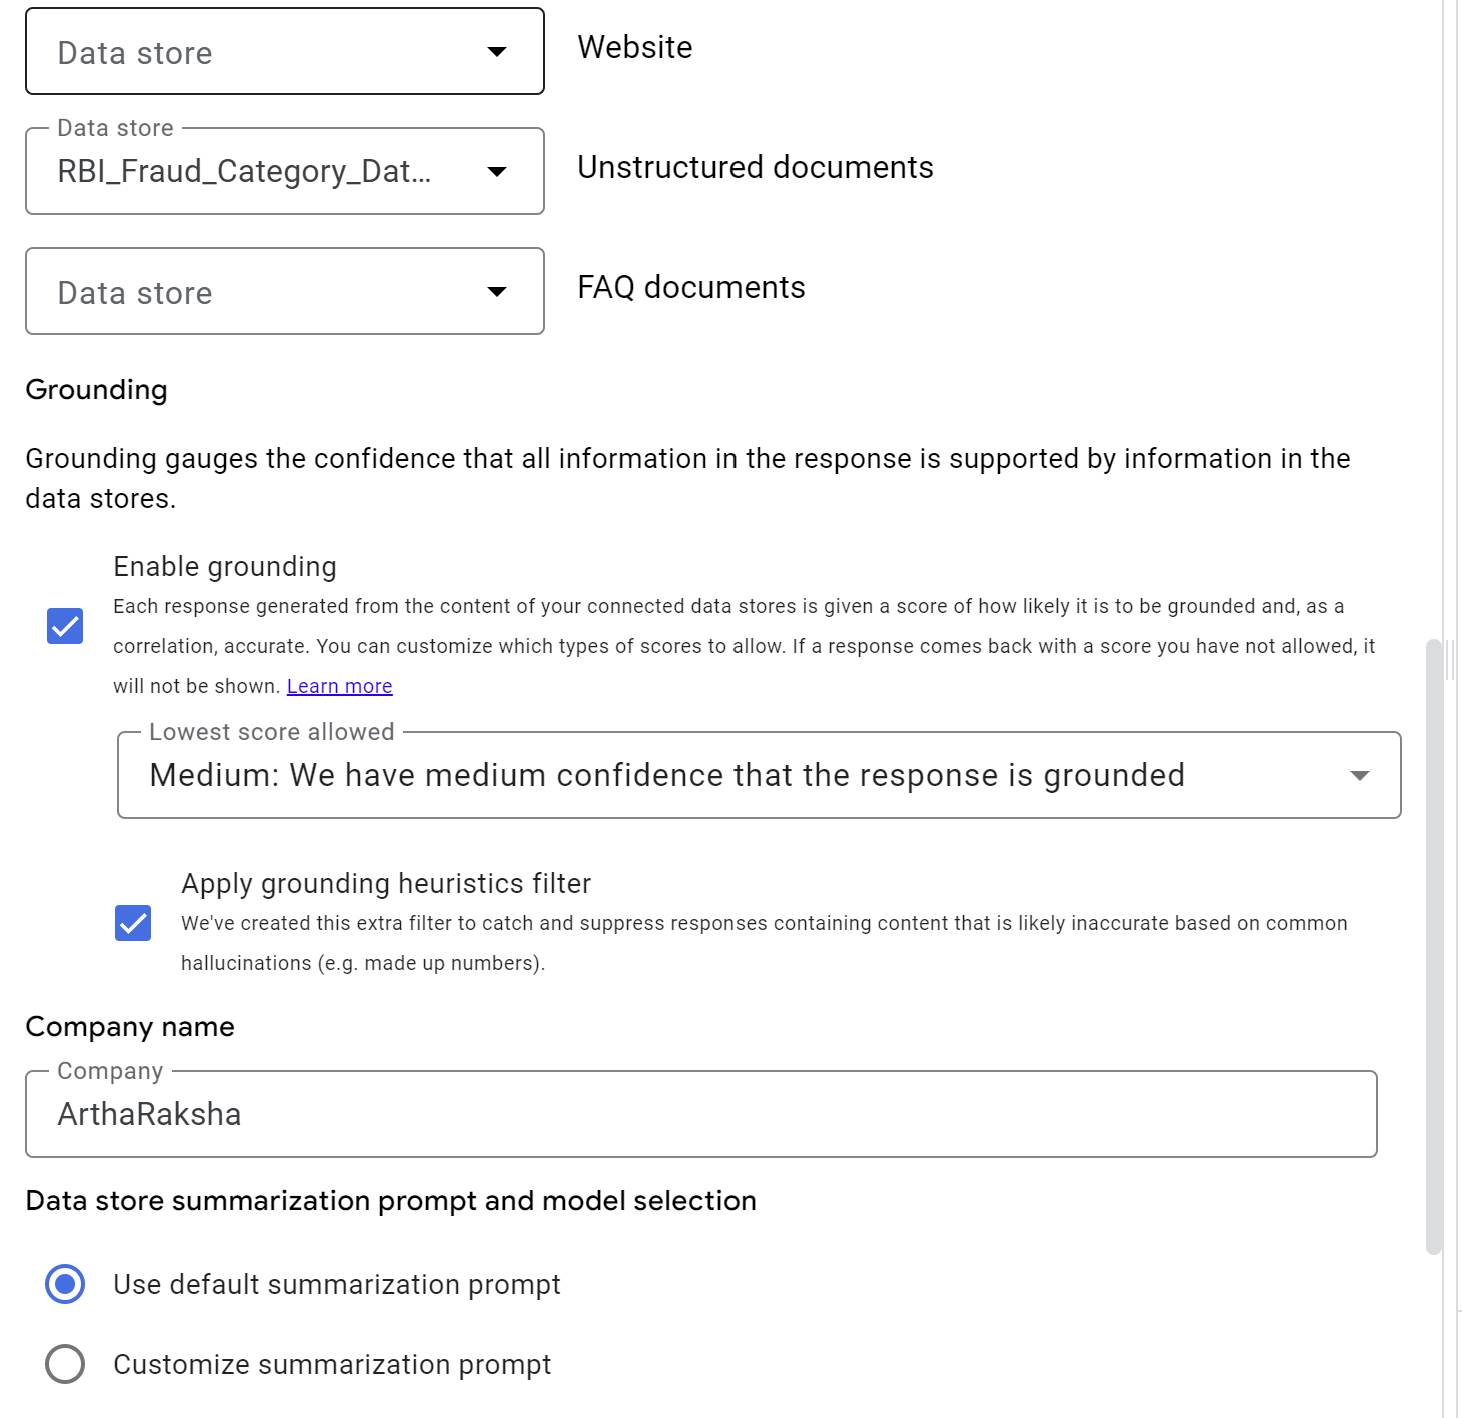 Data store
Website
Data store
RBI_Fraud_Category_Dat...
Unstructured documents
Data store
FAQ documents
Grounding
Grounding gauges the confidence that all information in the response is supported by information in the
data stores.
Enable grounding
Each response generated from the content of your connected data stores is given a score of how likely it is to be grounded and, as a
correlation, accurate. You can customize which types of scores to allow. If a response comes back with a score you have not allowed, it
will not be shown. Learn more
Lowest score allowed
Medium: We have medium confidence that the response is grounded
Apply grounding heuristics filter
We've created this extra filter to catch and suppress responses containing content that is likely inaccurate based on common
hallucinations (e.g. made up numbers).
Company name
Company
ArthaRaksha
Data store summarization prompt and model selection
Use default summarization prompt
Customize summarization prompt